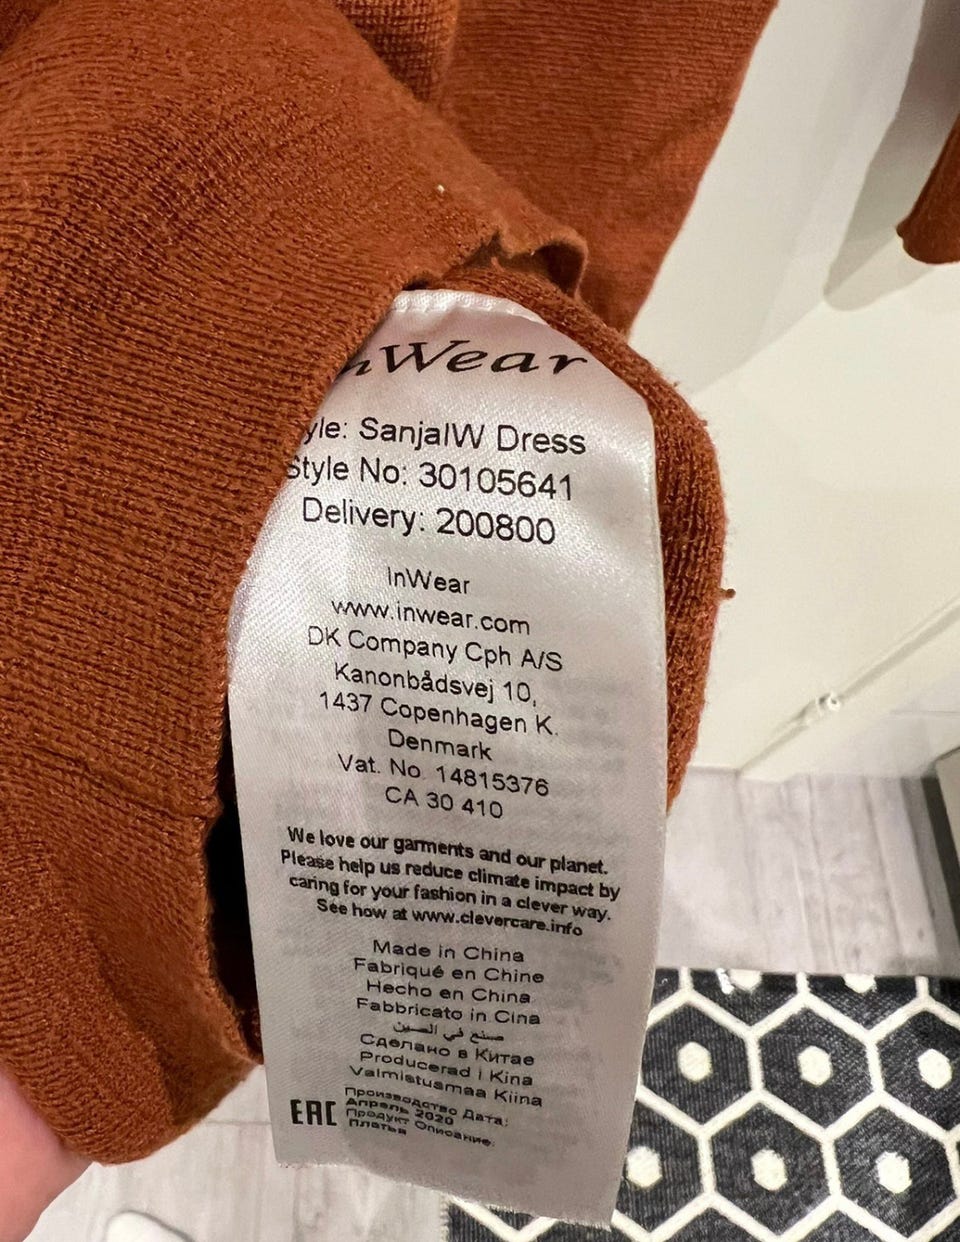 nWear
yle: SanjaIW Dress
Style No: 30105641
Delivery: 200800
InWear
www.inwear.com
DK Company Cph A/S
Kanonbådsvej 10,
1437 Copenhagen K.
Denmark
Vat. No. 14815376
CA 30 410
We love our garments and our planet.
Please help us reduce climate impact by
caring for your fashion in a clever way.
See how at www.clevercare.info
Made in China
Fabriqué en Chine
Hecho en China
Fabbricato in Cina
صنع في الصين
Сделано в Китае
Producerad i Kina
Valmistusmaa Kiina
EAC
Производство Дата:
Апрель 2020
Продукт Описание:
Платья